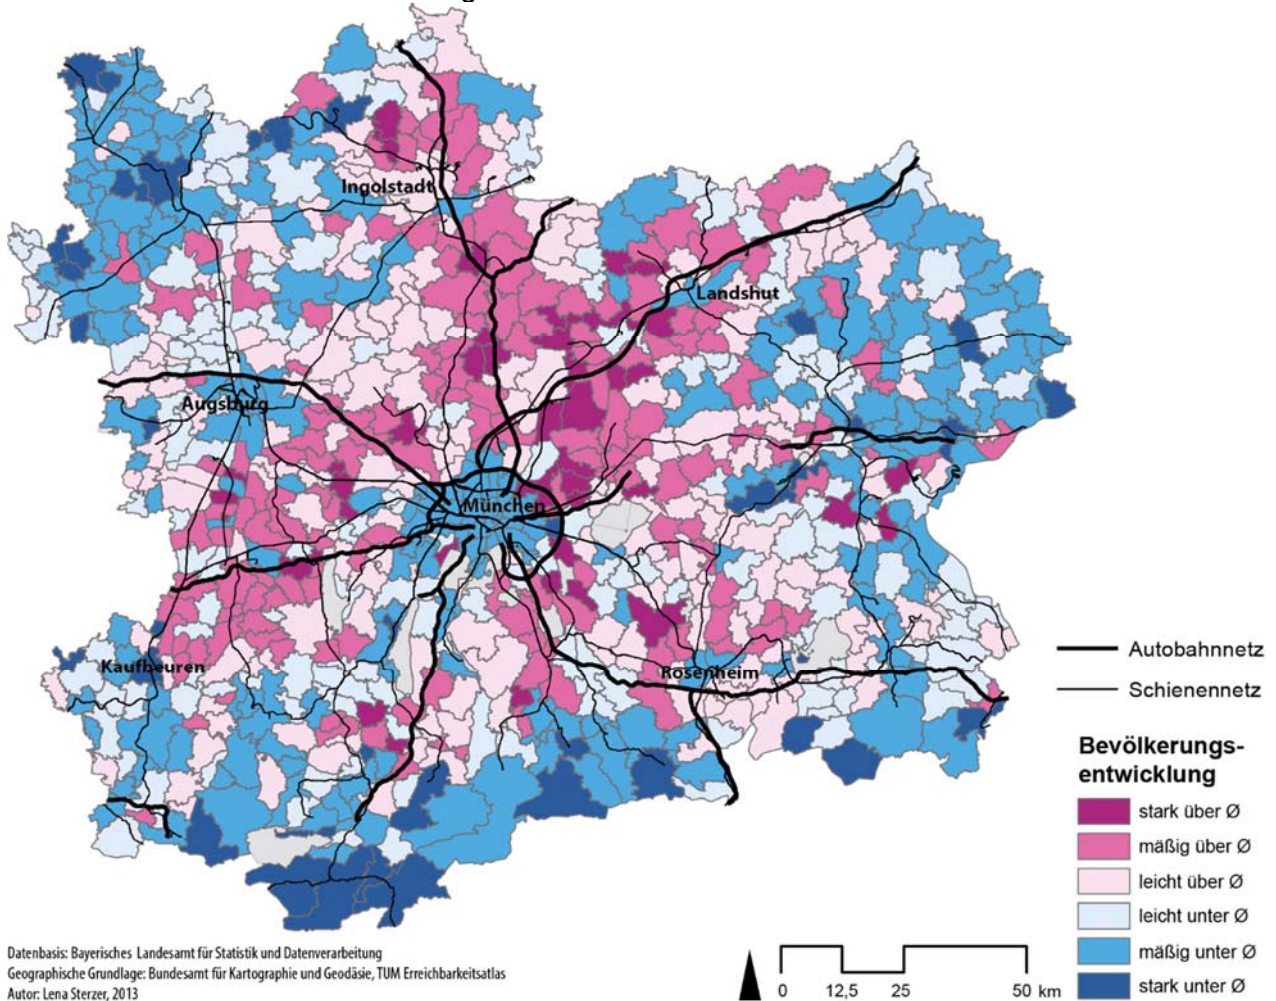 Ingolstadt
Landshut
Augsburg
München
Kaufbeuren
Rosenheim
Autobahnnetz
Schienennetz
Bevölkerungs-
entwicklung
stark über Ø
mäßig über Ø
leicht über Ø
leicht unter Ø
mäßig unter Ø
stark unter Ø
Datenbasis: Bayerisches Landesamt für Statistik und Datenverarbeitung
Geographische Grundlage: Bundesamt für Kartographie und Geodäsie, TUM Erreichbarkeitsatlas
Autor: Lena Sterzer, 2013
0 12,5 25 50 km